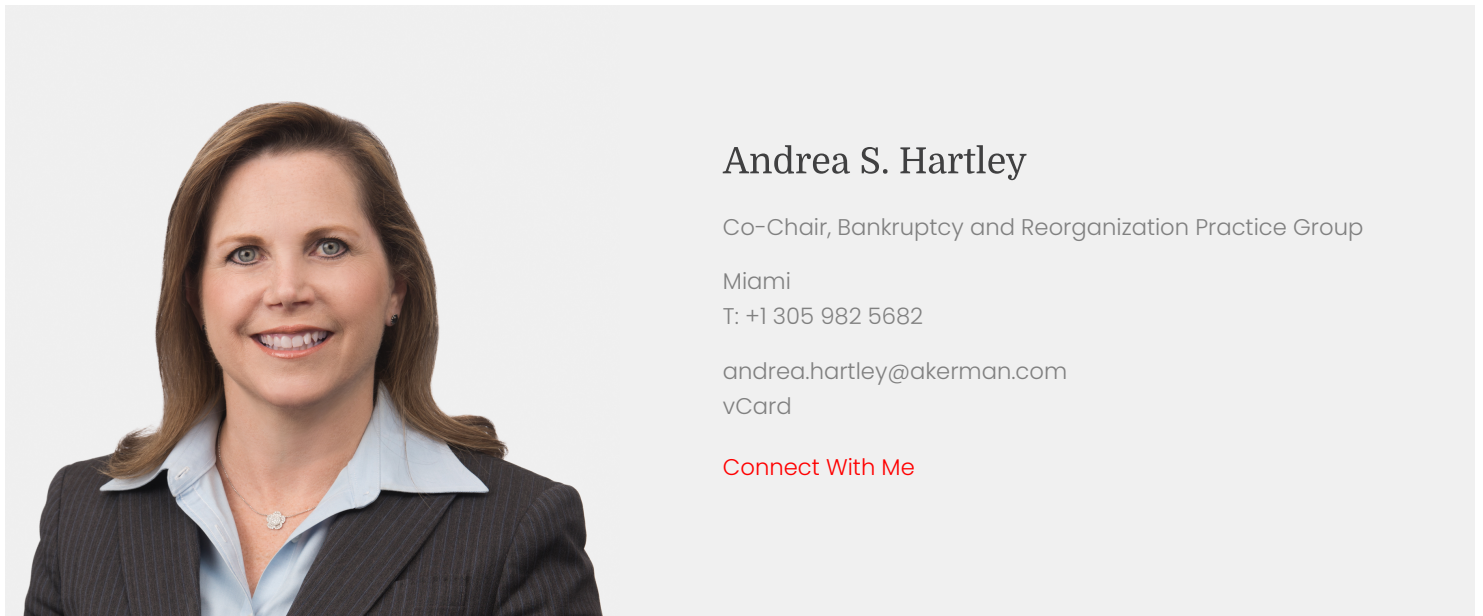 Andrea S. Hartley
Co-Chair, Bankruptcy and Reorganization Practice Group
Miami
T: +1 305 982 5682
andrea.hartley@akerman.com
vCard
Connect With Me